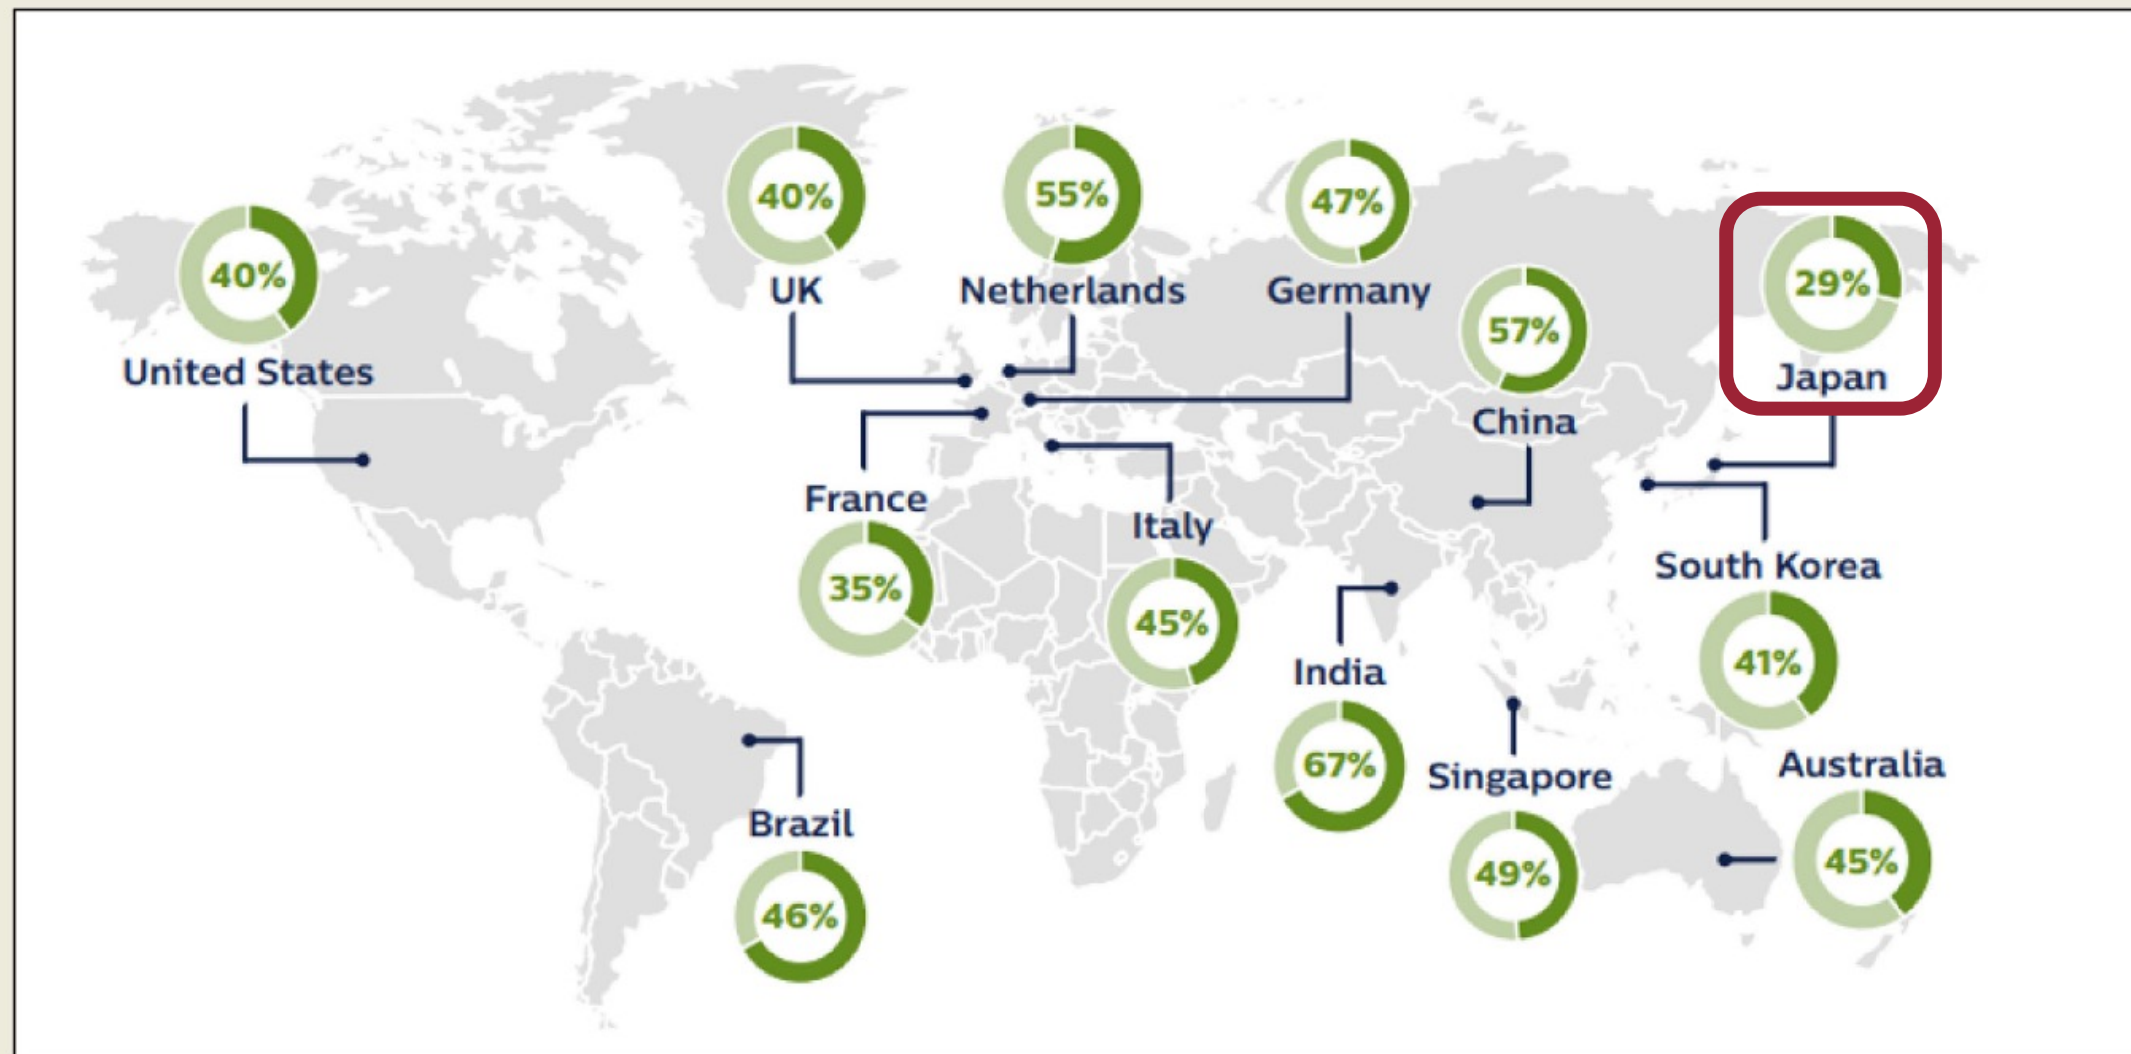 40%
United States
40%
UK
55%
Netherlands
47%
Germany
57%
China
29%
Japan
France
35%
Italy
45%
India
67%
South Korea
41%
Singapore
49%
Australia
45%
Brazil
46%